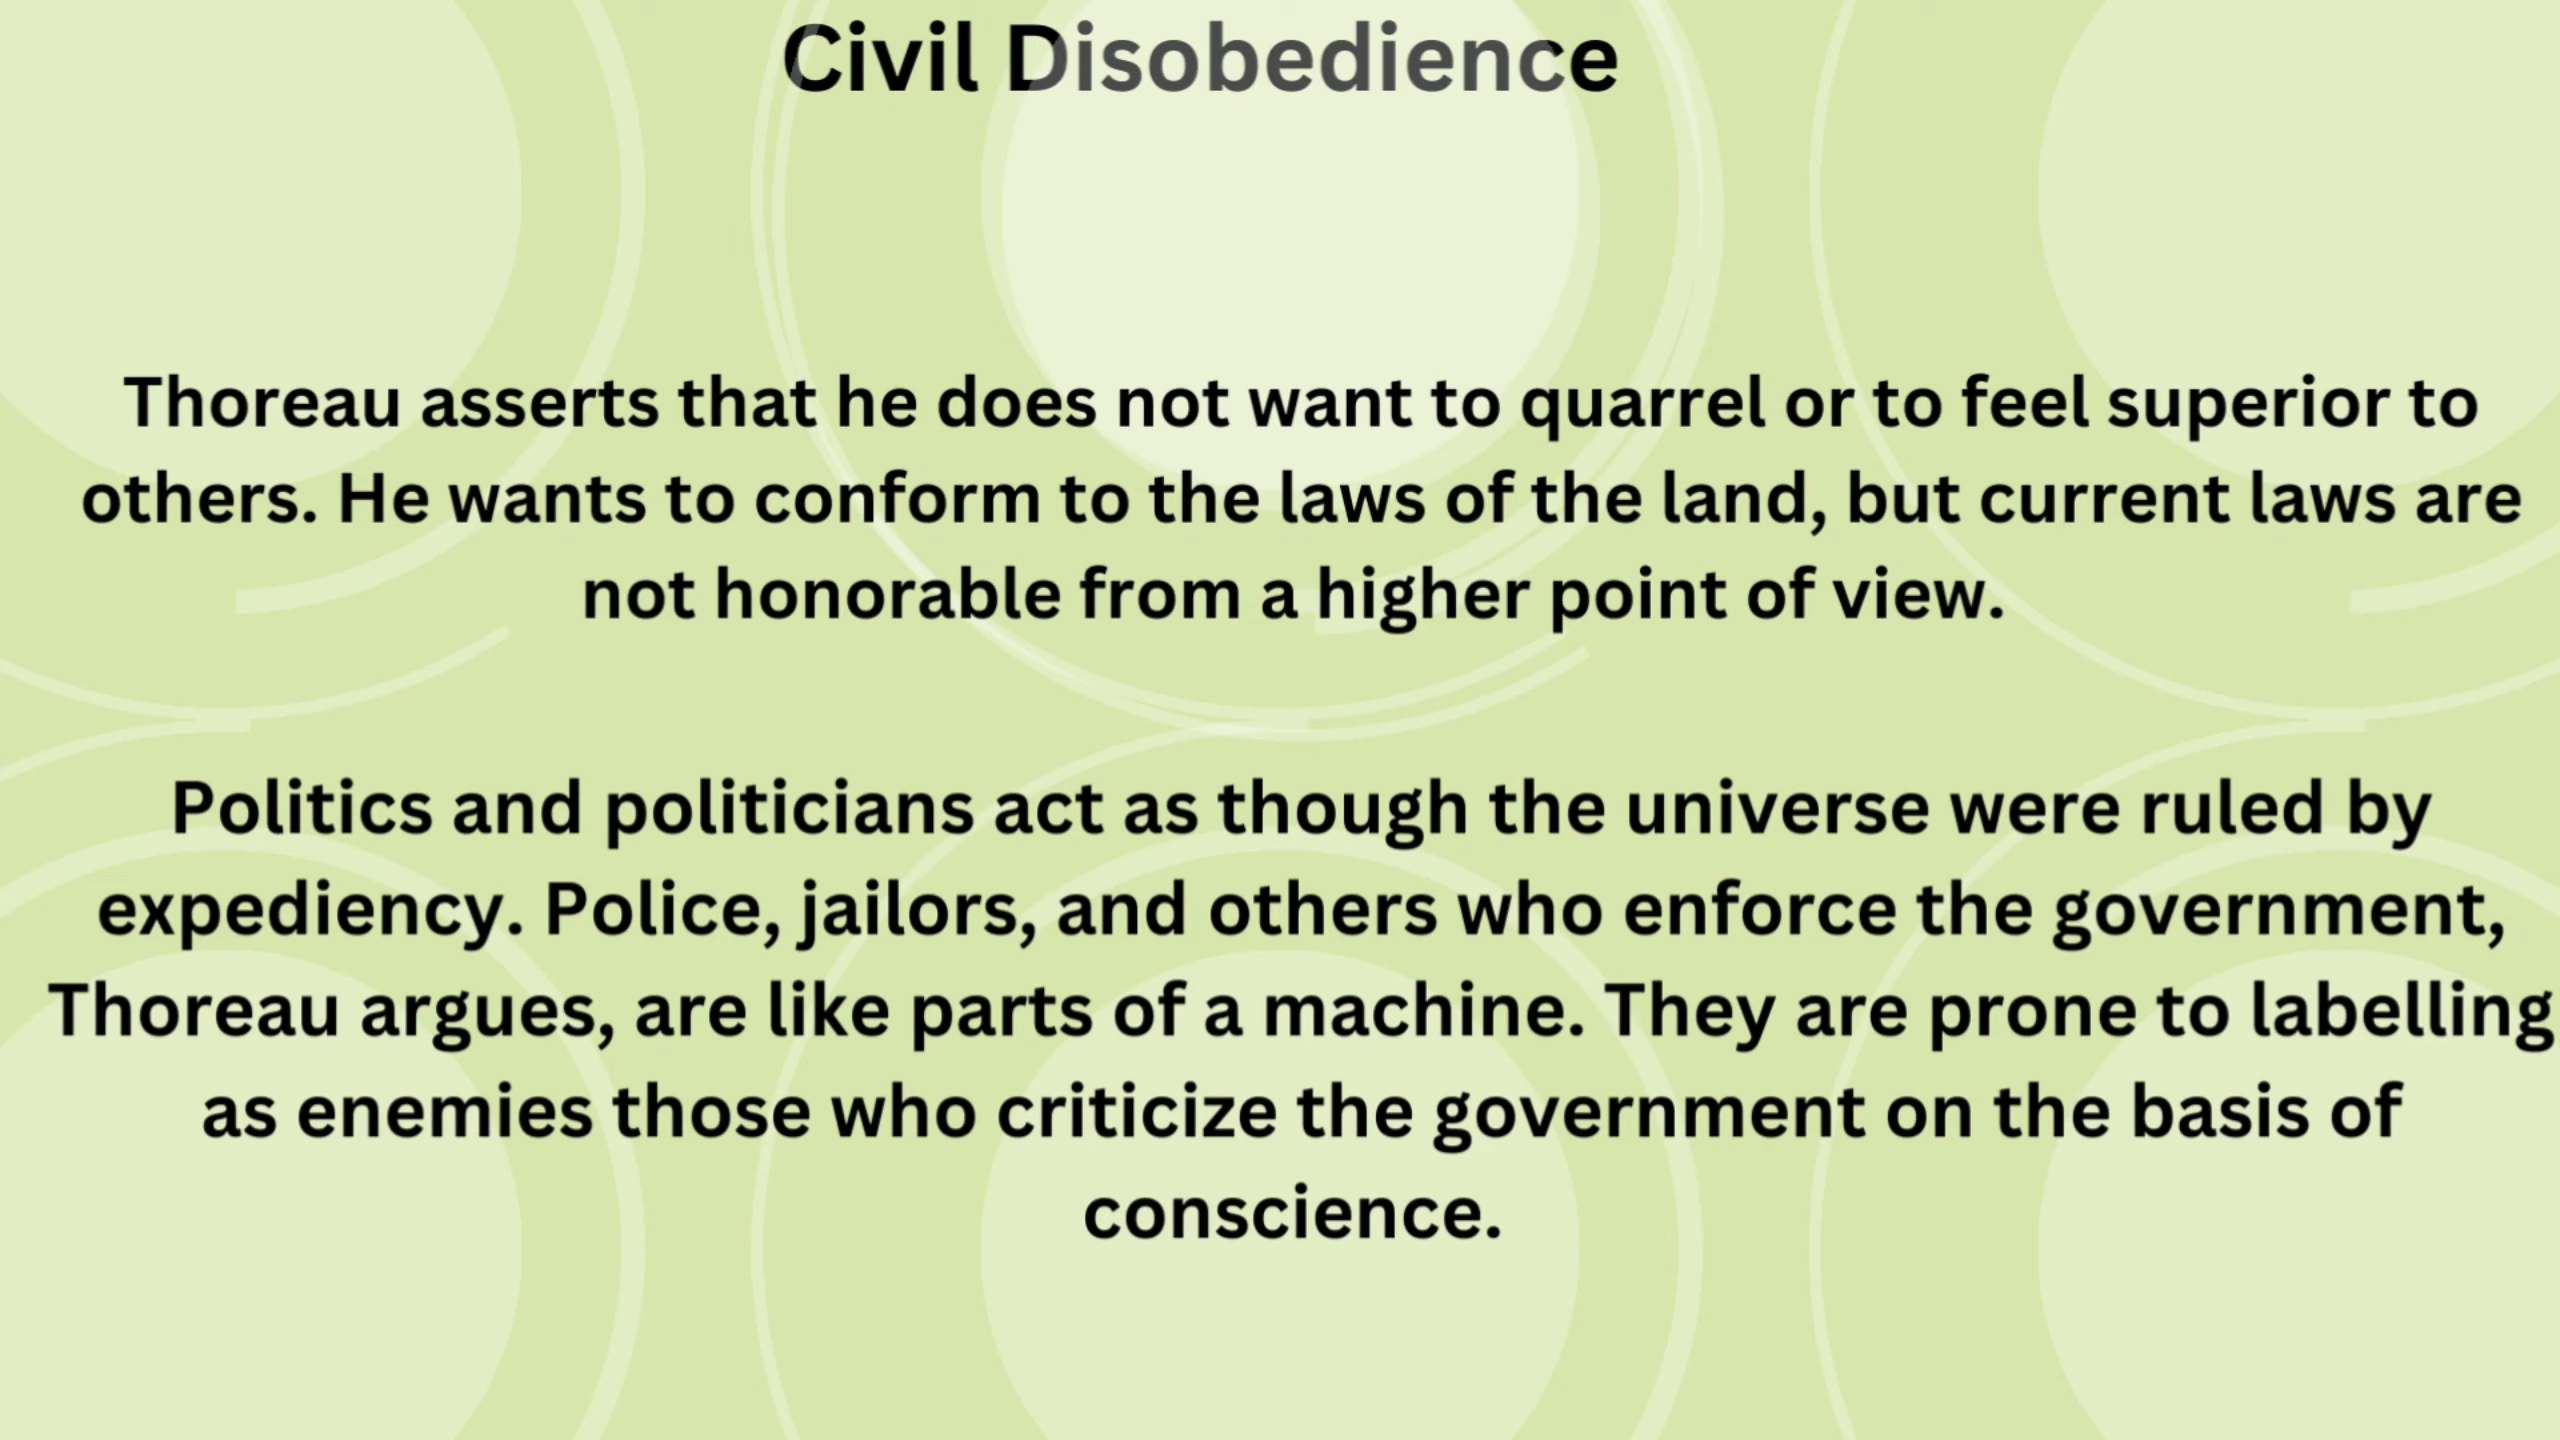 Civil Disobedience
Thoreau asserts that he does not want to quarrel or to feel superior to
others. He wants to conform to the laws of the land, but current laws are
not honorable from a higher point of view.
Politics and politicians act as though the universe were ruled by
expediency. Police, jailors, and others who enforce the government,
Thoreau argues, are like parts of a machine. They are prone to labelling
as enemies those who criticize the government on the basis of
conscience.